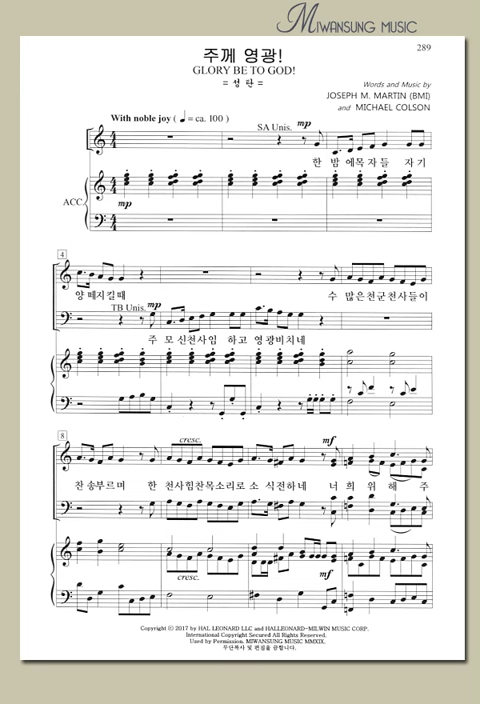 MIWANSUNG MUSIC
289
주께 영광!
GLORY BE TO GOD!
= 성 탄 =
Words and Music by
JOSEPH M. MARTIN (BMI)
and MICHAEL COLSON
With noble joy ( ♩ = ca. 100 )
SA Unis. mp
한 밤 에 목 자 들 자 기
ACC.
mp
4
양 떼 지 킬 때 수 많 은 천 군 천 사 들 이
TB Unis. mp
주 모 신 천 사 임 하 고 영 광 비 치 네
8
cresc. mf
찬 송 부 르 며 한 천 사 힘 찬 목 소 리 로 소 식 전 하 네 너 희 위 해 주
cresc. mf
Copyright © 2017 by HAL LEONARD LLC and HALLEONARD-MILWIN MUSIC CORP.
International Copyright Secured All Rights Reserved.
Used by Permission. MIWANSUNG MUSIC MMXIX.
무단복사 및 편집을 금합니다.